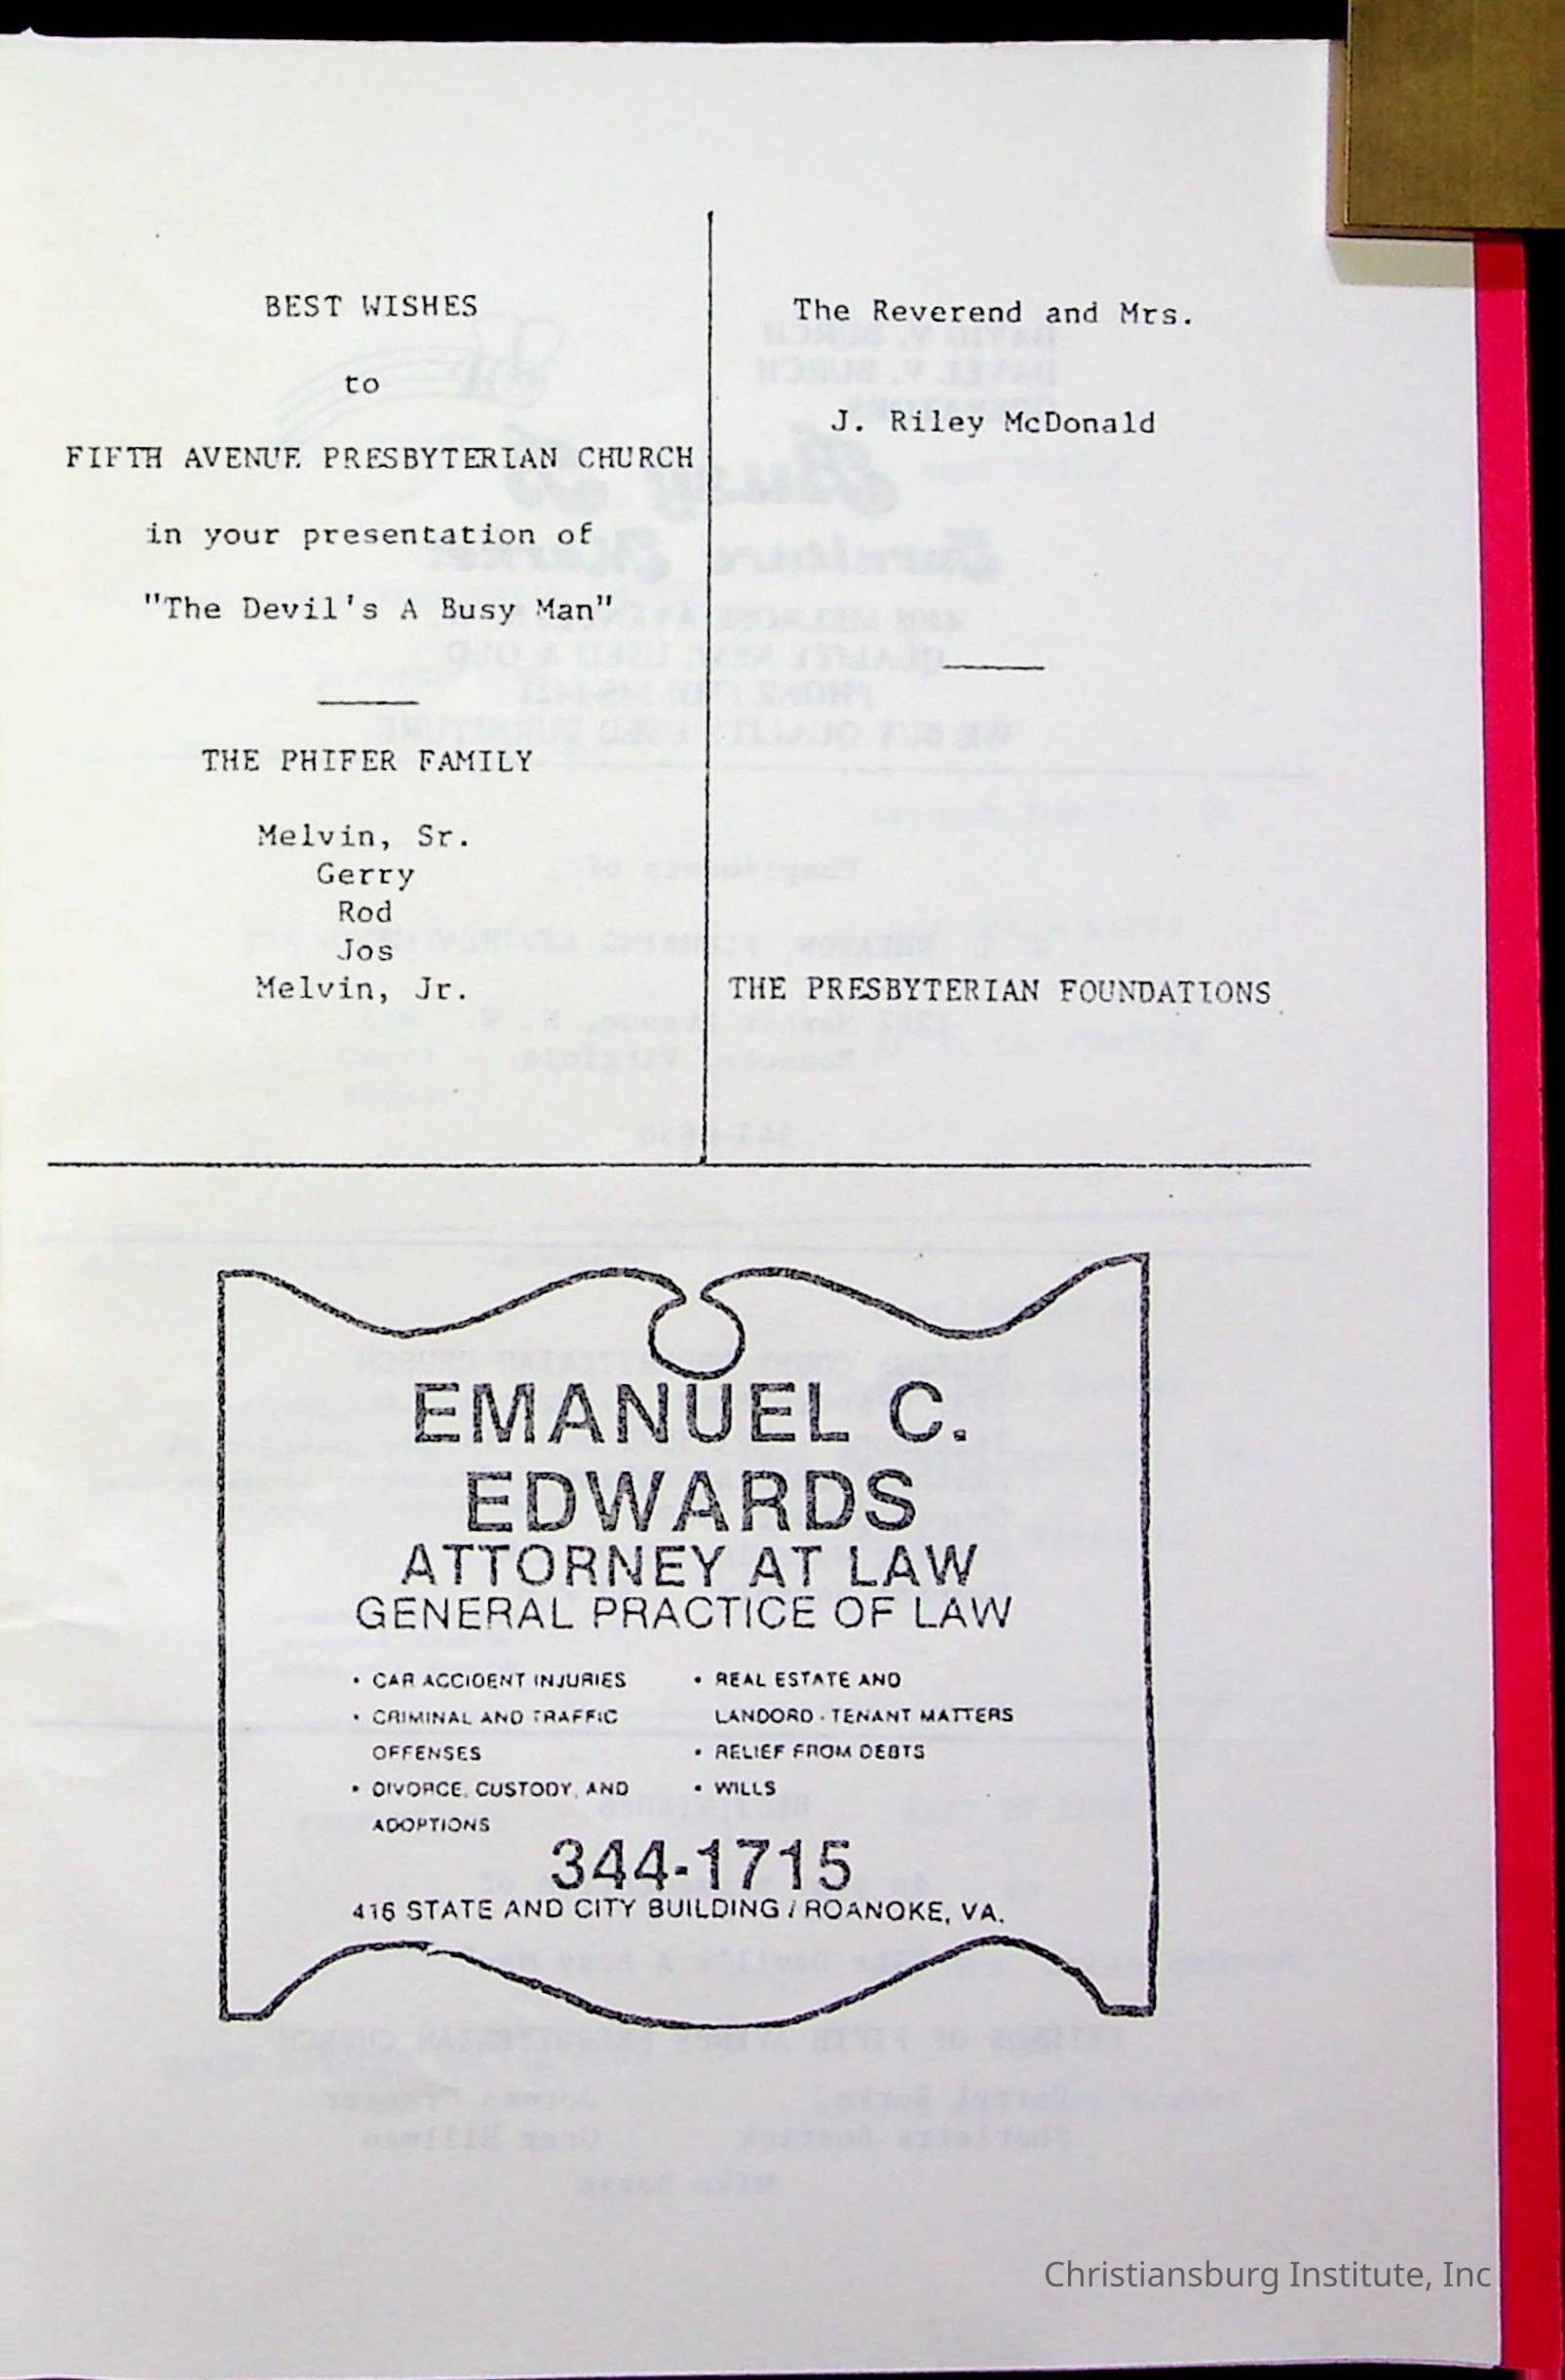 BEST WISHES
to
FIFTH AVENUE PRESBYTERIAN CHURCH
in your presentation of
"The Devil's A Busy Man"
THE PHIFER FAMILY
Melvin, Sr.
Gerry
Rod
Jos
Melvin, Jr.
The Reverend and Mrs.
J. Riley McDonald
THE PRESBYTERIAN FOUNDATIONS
EMANUEL C.
EDWARDS
ATTORNEY AT LAW
GENERAL PRACTICE OF LAW
• CAR ACCIDENT INJURIES
• CRIMINAL AND TRAFFIC
OFFENSES
• DIVORCE, CUSTODY, AND
ADOPTIONS
• REAL ESTATE AND
LANDORD - TENANT MATTERS
• RELIEF FROM DEBTS
• WILLS
344-1715
416 STATE AND CITY BUILDING / ROANOKE, VA.
Christiansburg Institute, Inc